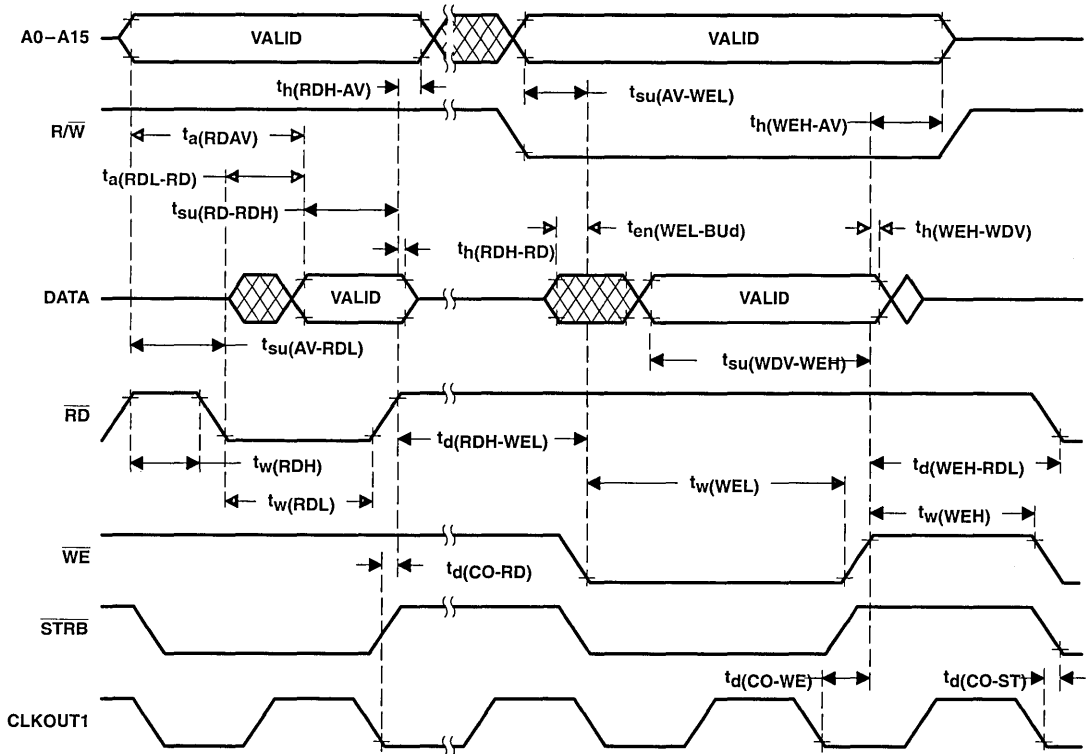 A0–A15
VALID
VALID
th(RDH-AV)
tsu(AV-WEL)
R/W̅
ta(RDAV)
th(WEH-AV)
ta(RDL-RD)
tsu(RD-RDH)
ten(WEL-BUd)
th(WEH-WDV)
th(RDH-RD)
DATA
VALID
VALID
tsu(AV-RDL)
tsu(WDV-WEH)
R̅D̅
td(RDH-WEL)
tw(RDH)
td(WEH-RDL)
tw(WEL)
tw(RDL)
tw(WEH)
W̅E̅
td(CO-RD)
S̅T̅R̅B̅
td(CO-WE)
td(CO-ST)
CLKOUT1